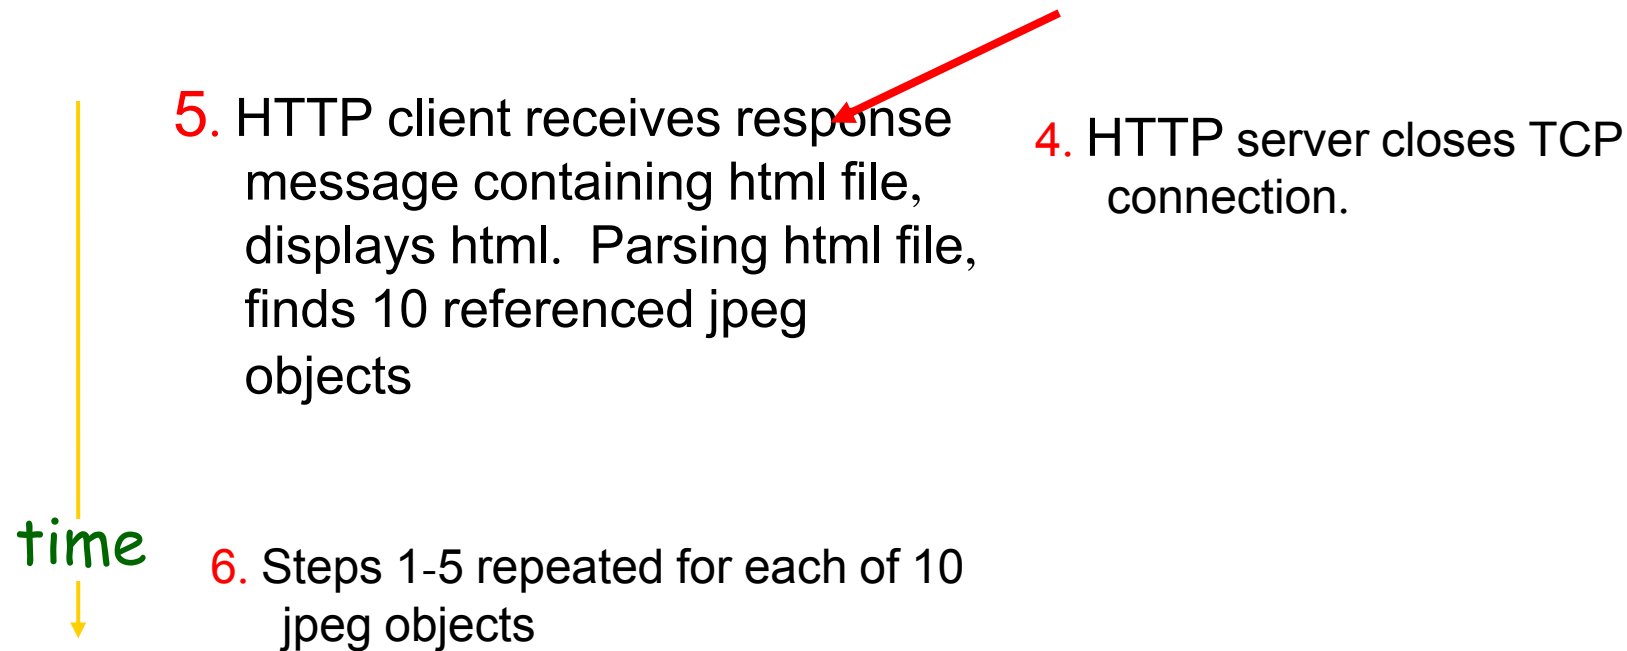 5. HTTP client receives response
message containing html file,
displays html.  Parsing html file,
finds 10 referenced jpeg
objects
4. HTTP server closes TCP
connection.
time
6. Steps 1-5 repeated for each of 10
jpeg objects